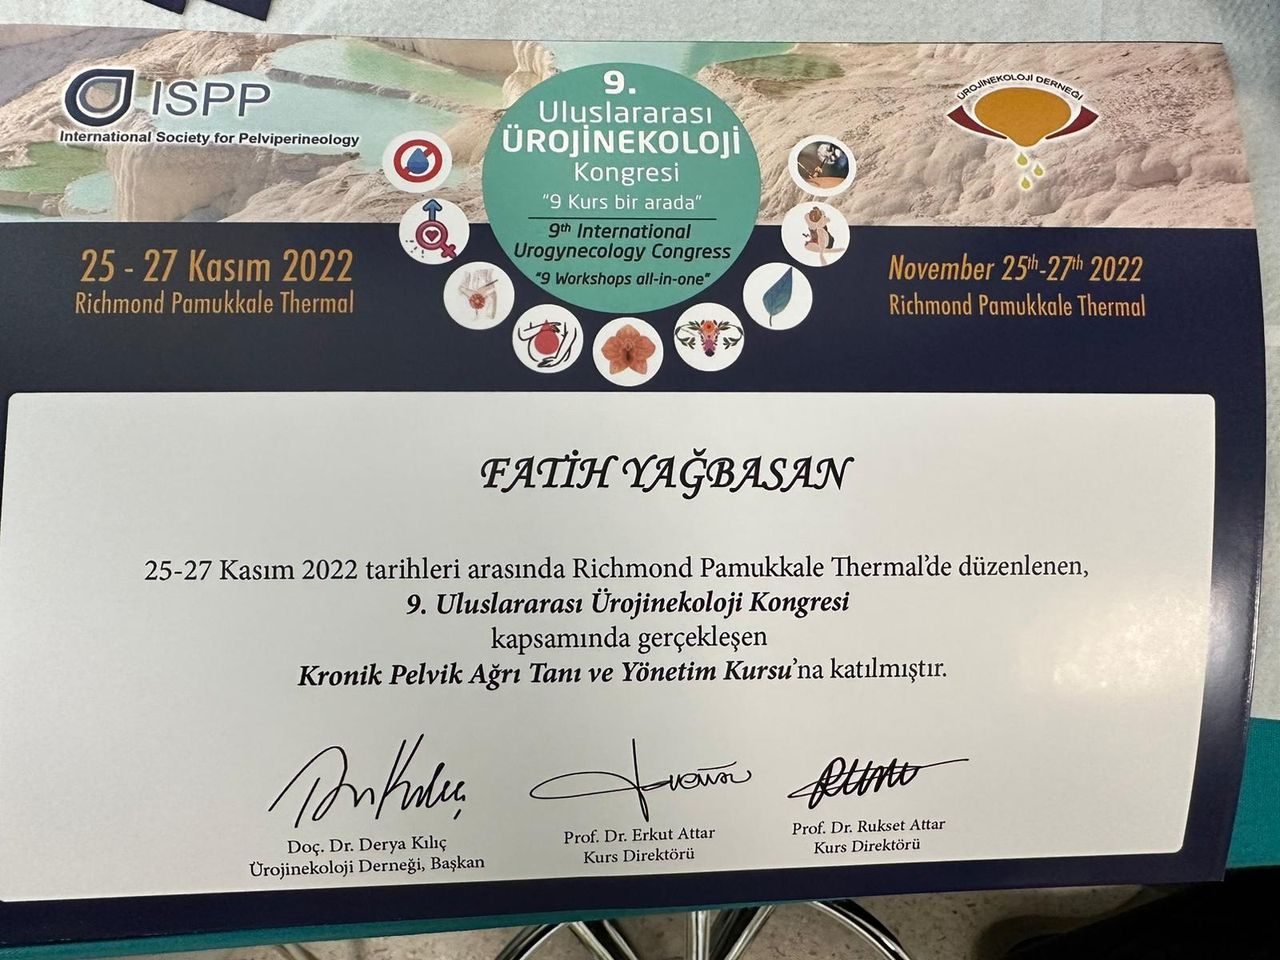 ISPP
International Society for Pelviperineology
9.
Uluslararası
ÜROJİNEKOLOJİ
Kongresi
"9 Kurs bir arada"
9th International
Urogynecology Congress
"9 Workshops all-in-one"
ÜROJİNEKOLOJİ DERNEĞİ
25 - 27 Kasım 2022
Richmond Pamukkale Thermal
November 25th-27th 2022
Richmond Pamukkale Thermal
FATİH YAĞBASAN
25-27 Kasım 2022 tarihleri arasında Richmond Pamukkale Thermal'de düzenlenen,
9. Uluslararası Ürojinekoloji Kongresi
kapsamında gerçekleşen
Kronik Pelvik Ağrı Tanı ve Yönetim Kursu'na katılmıştır.
Doç. Dr. Derya Kılıç
Ürojinekoloji Derneği, Başkan
Prof. Dr. Erkut Attar
Kurs Direktörü
Prof. Dr. Rukset Attar
Kurs Direktörü